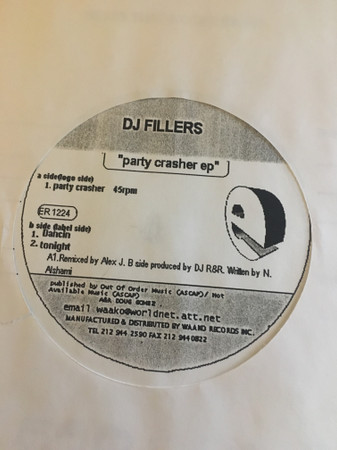 DJ FILLERS
"party crasher ep"
a side(logo side)
1. party crasher 45rpm
ER 1224
b side (label side)
1. Dancin
2. tonight
A1.Remixed by Alex J. B side produced by DJ R&R. Written by N.
Alshami
published by Out Of Order Music (ASCAP)/ Not
Available Music (ASCAP)
email waako@worldnet.att.net
MANUFACTURED & DISTRIBUTED BY WAAKO RECORDS INC.
TEL 212 944 2590 FAX 212 944 0822